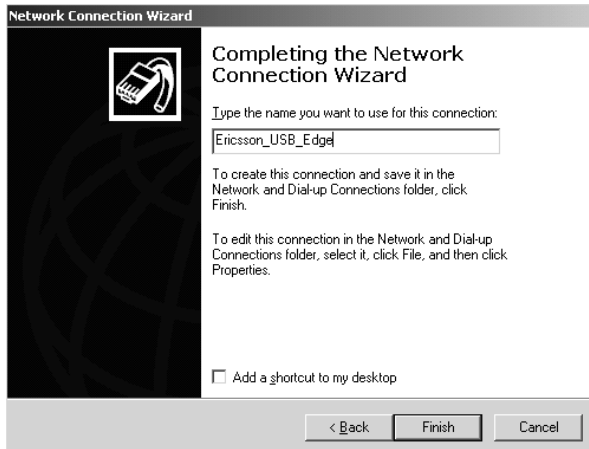 Network Connection Wizard
Completing the Network
Connection Wizard
Type the name you want to use for this connection:
Ericsson_USB_Edge
To create this connection and save it in the
Network and Dial-up Connections folder, click
Finish.
To edit this connection in the Network and Dial-up
Connections folder, select it, click File, and then click
Properties.
Add a shortcut to my desktop
< Back
Finish
Cancel